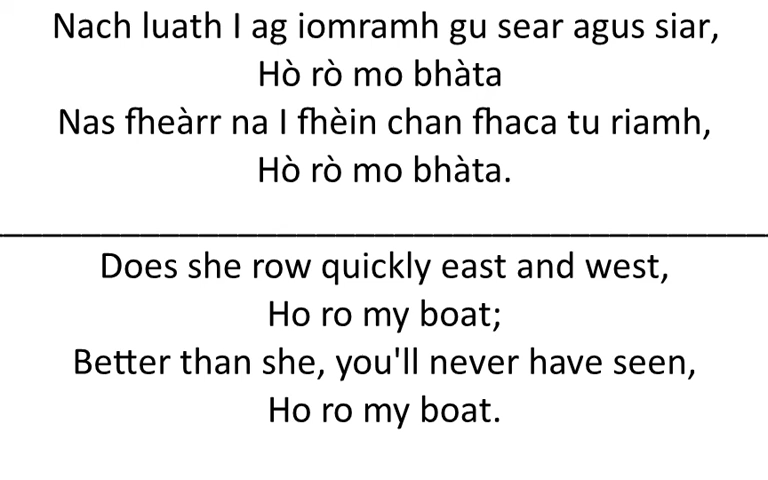 Nach luath I ag iomramh gu sear agus siar,
Hò rò mo bhàta
Nas fheàrr na I fhèin chan fhaca tu riamh,
Hò rò mo bhàta.
Does she row quickly east and west,
Ho ro my boat;
Better than she, you'll never have seen,
Ho ro my boat.